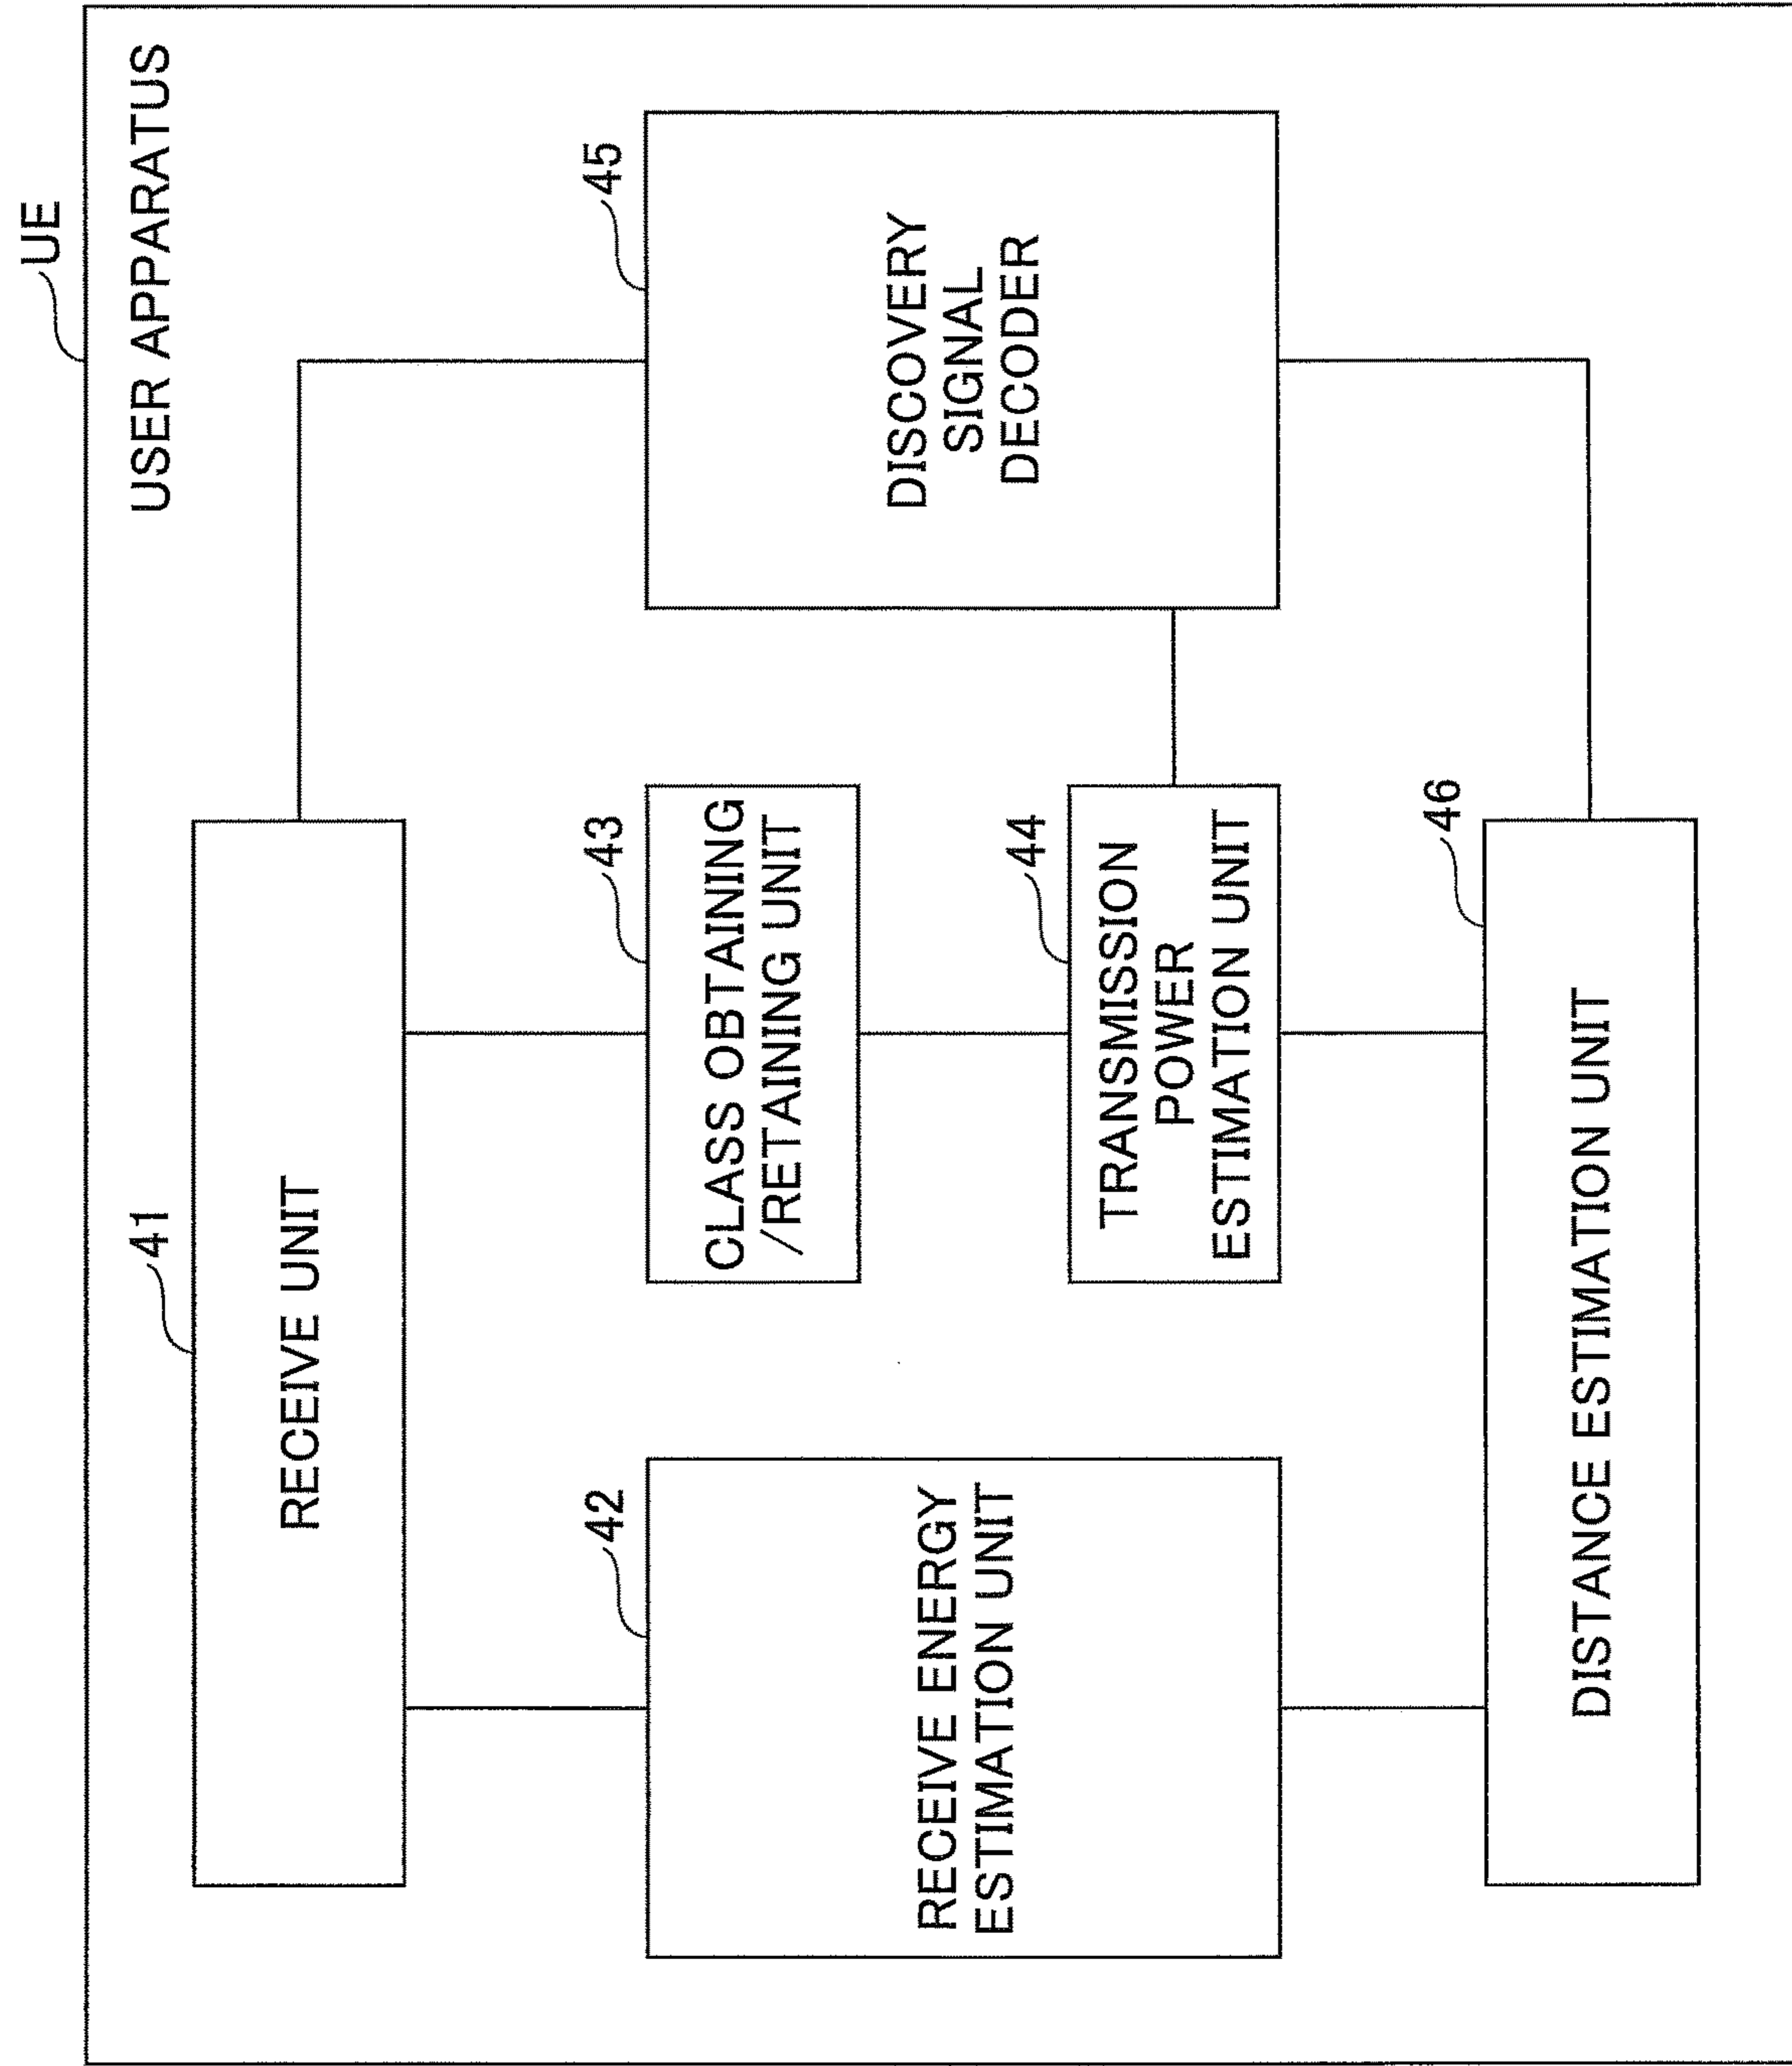 UE
USER APPARATUS
41
RECEIVE UNIT
42
RECEIVE ENERGY
ESTIMATION UNIT
43
CLASS OBTAINING
/RETAINING UNIT
44
TRANSMISSION
POWER
ESTIMATION UNIT
45
DISCOVERY
SIGNAL
DECODER
46
DISTANCE ESTIMATION UNIT